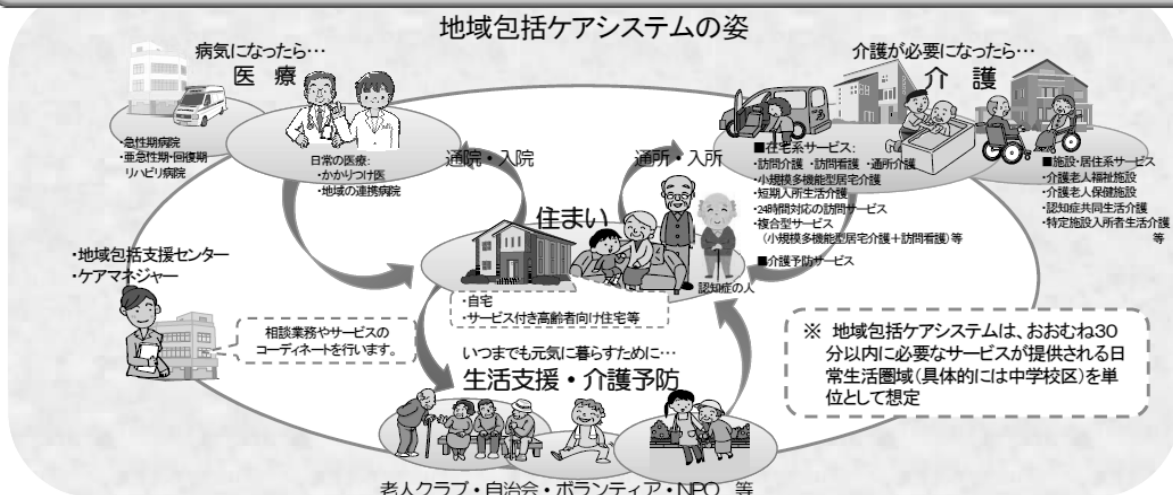 地域包括ケアシステムの姿
病気になったら…
医 療
・急性期病院
・亜急性期・回復期
リハビリ病院
日常の医療:
・かかりつけ医
・地域の連携病院
通院・入院
通所・入所
介護が必要になったら…
介 護
■在宅系サービス:
・訪問介護 ・訪問看護 ・通所介護
・小規模多機能型居宅介護
・短期入所生活介護
・24時間対応の訪問サービス
・複合型サービス
(小規模多機能型居宅介護+訪問看護)等
■介護予防サービス
■施設・居住系サービス
・介護老人福祉施設
・介護老人保健施設
・認知症共同生活介護
・特定施設入所者生活介護
等
住まい
認知症の人
・自宅
・サービス付き高齢者向け住宅等
・地域包括支援センター
・ケアマネジャー
相談業務やサービスの
コーディネートを行います。
いつまでも元気に暮らすために…
生活支援・介護予防
老人クラブ・自治会・ボランティア・NPO 等
※ 地域包括ケアシステムは、おおむね30
分以内に必要なサービスが提供される日
常生活圏域(具体的には中学校区)を単
位として想定